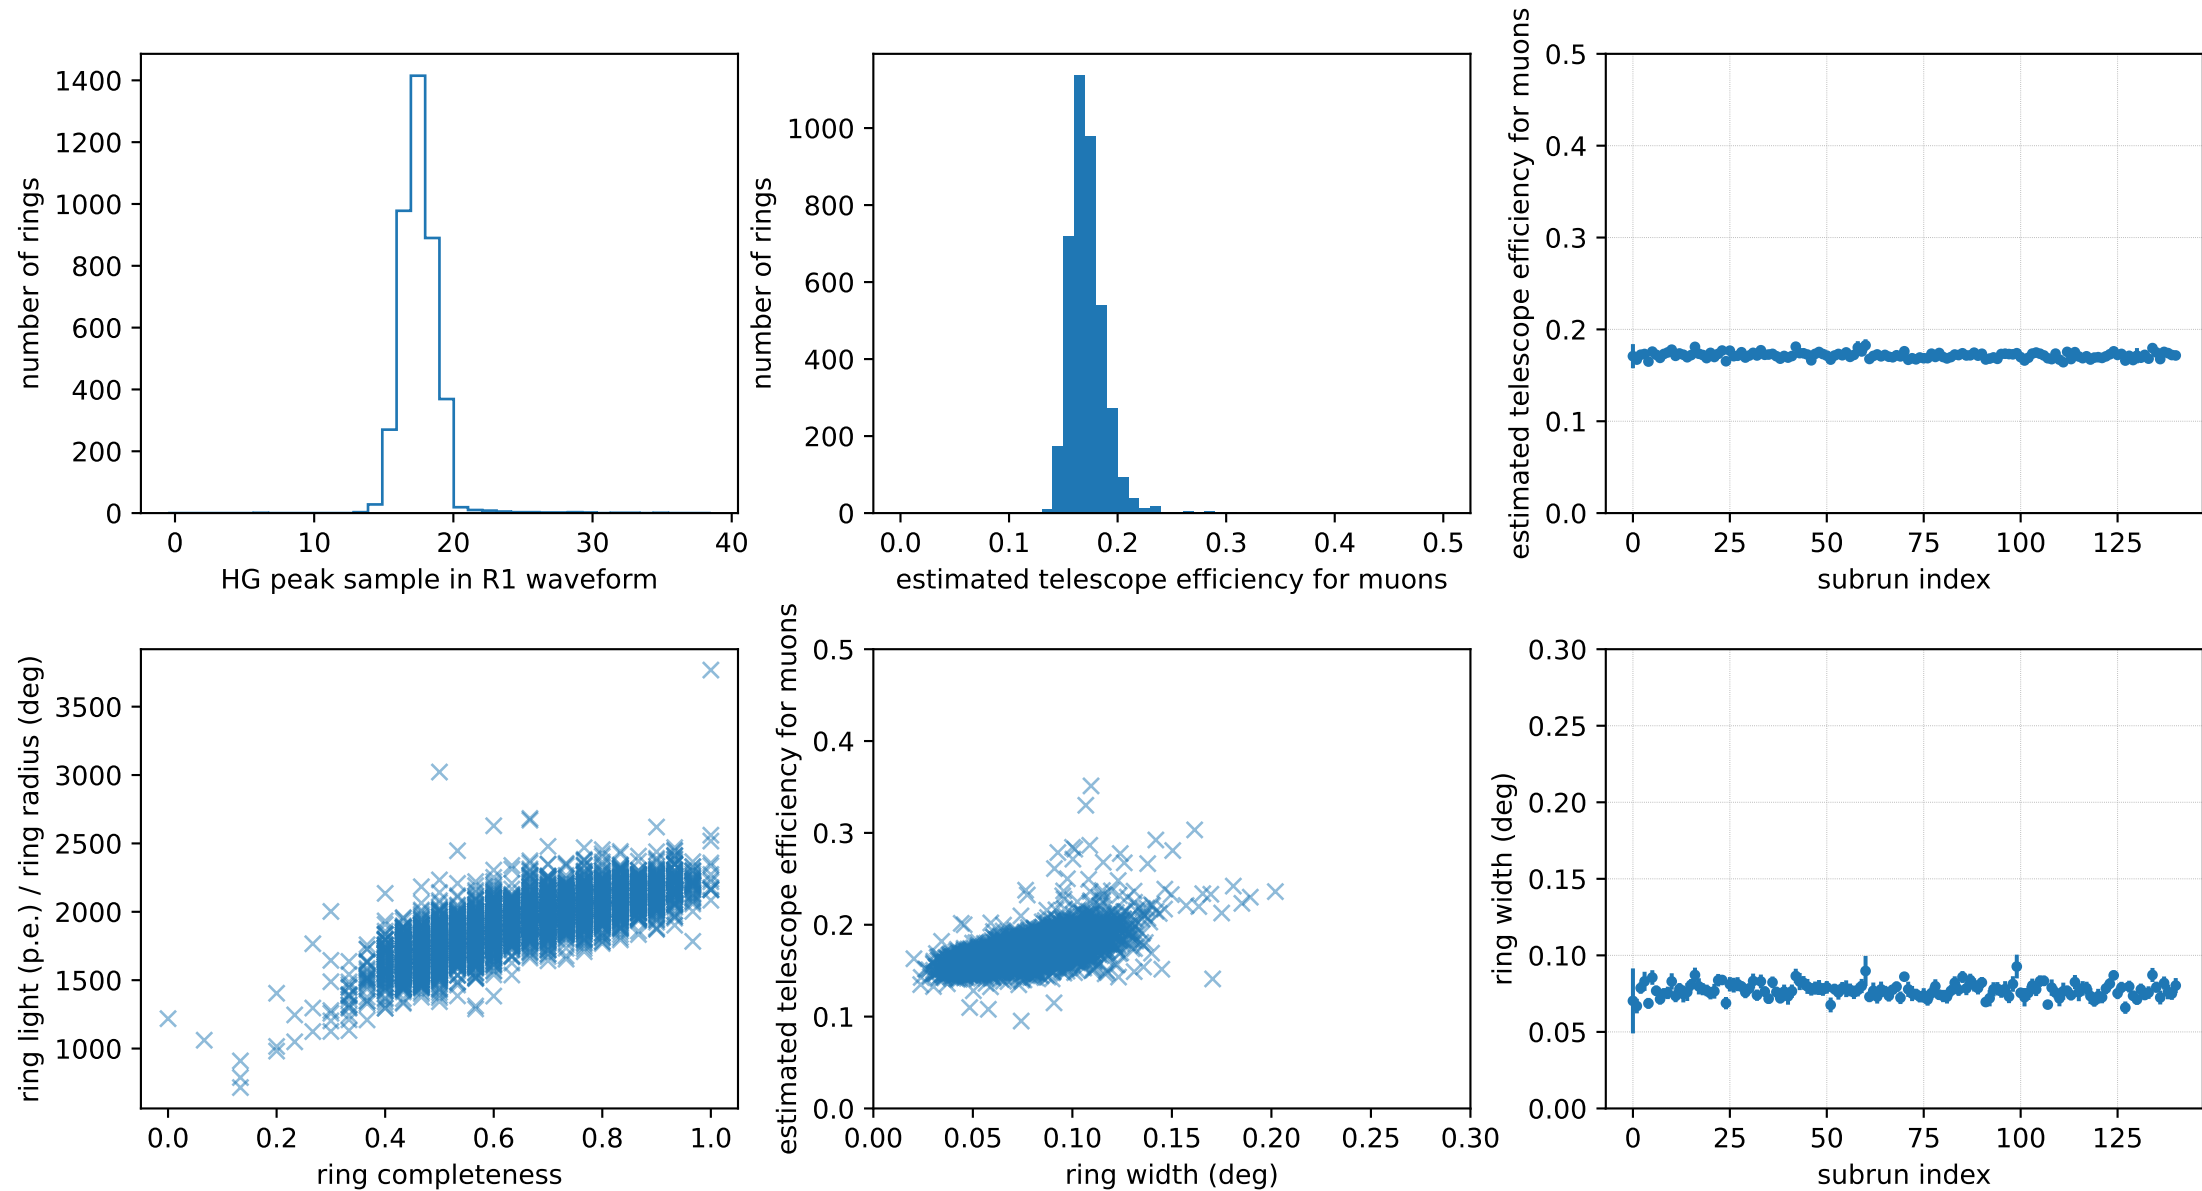 number of rings
1400
1200
1000
800
600
400
200
0
0 10 20 30 40
HG peak sample in R1 waveform
number of rings
1000
800
600
400
200
0
0.0 0.1 0.2 0.3 0.4 0.5
estimated telescope efficiency for muons
estimated telescope efficiency for muons
0.5
0.4
0.3
0.2
0.1
0.0
0 25 50 75 100 125
subrun index
ring light (p.e.) / ring radius (deg)
3500
3000
2500
2000
1500
1000
0.0 0.2 0.4 0.6 0.8 1.0
ring completeness
estimated telescope efficiency for muons
0.5
0.4
0.3
0.2
0.1
0.0
0.00 0.05 0.10 0.15 0.20 0.25 0.30
ring width (deg)
ring width (deg)
0.30
0.25
0.20
0.15
0.10
0.05
0.00
0 25 50 75 100 125
subrun index